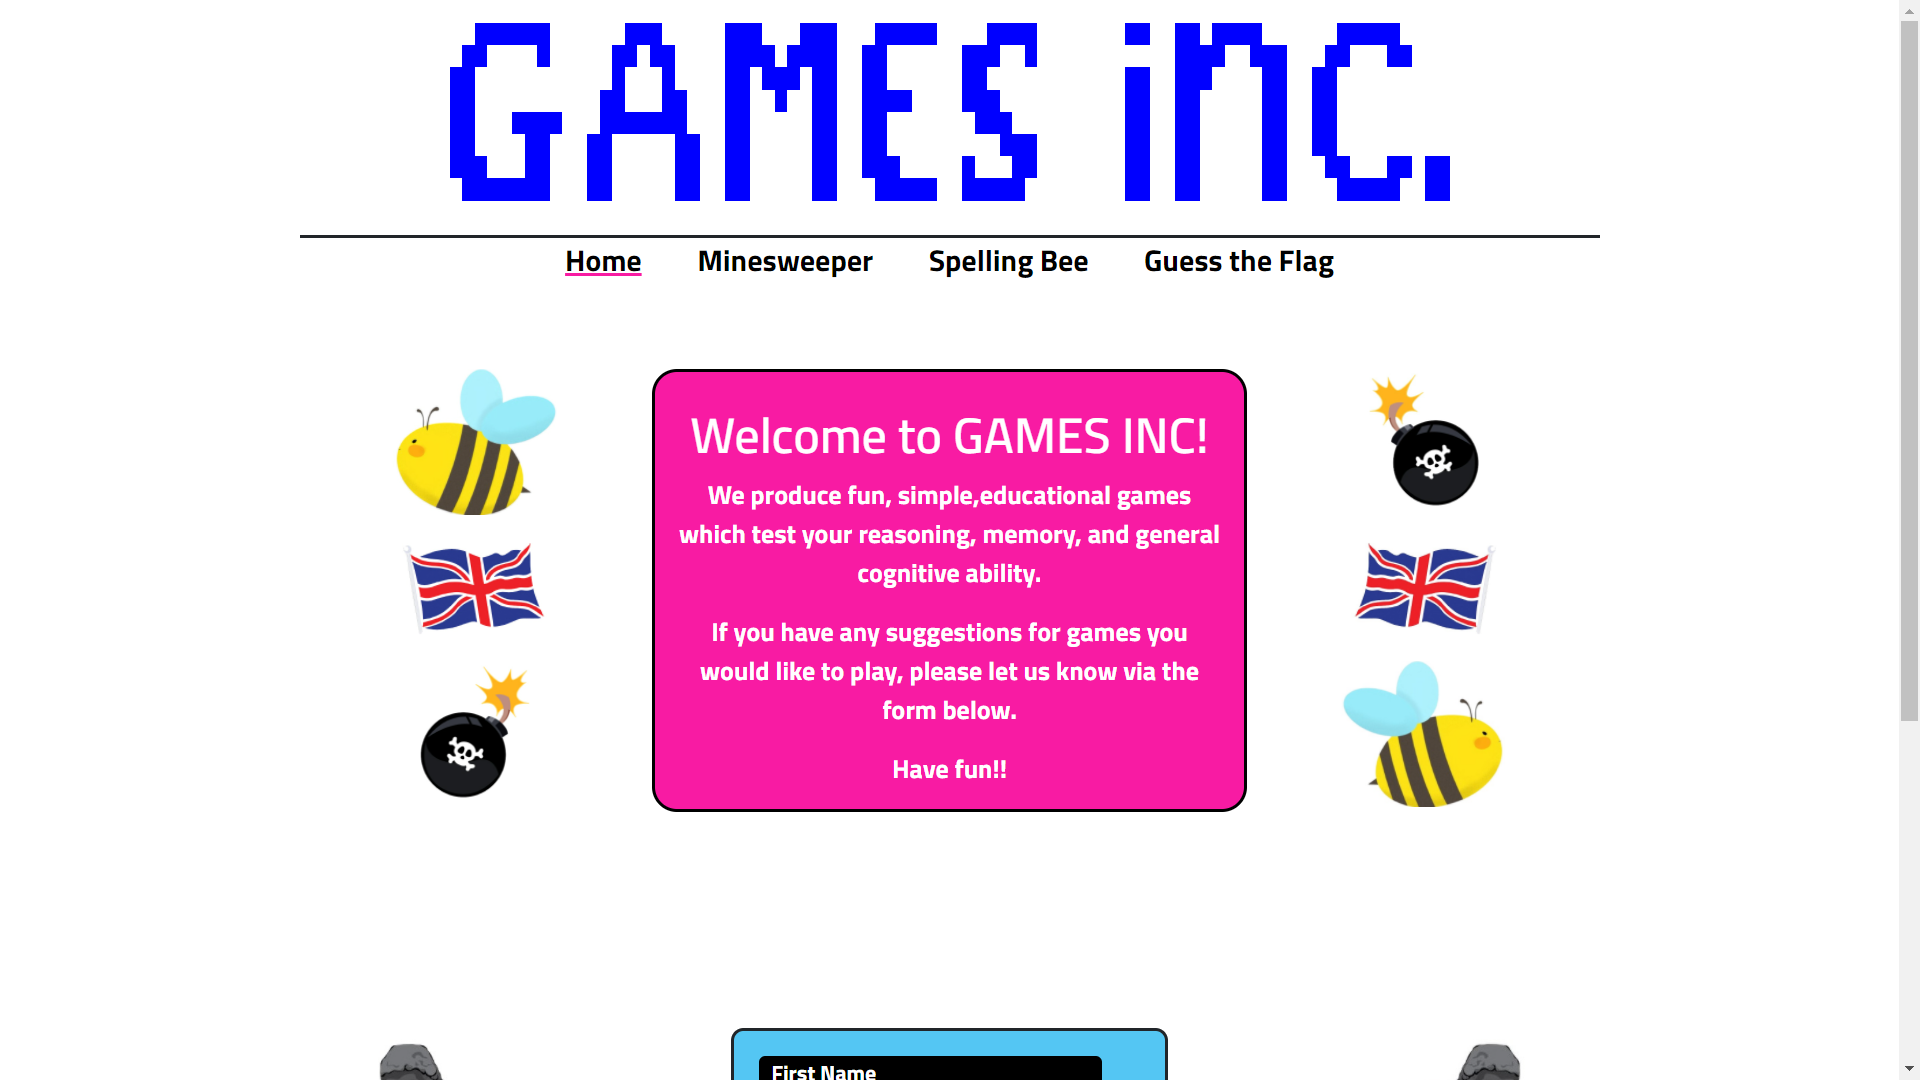 GAMES iNC.
Home Minesweeper Spelling Bee Guess the Flag
Welcome to GAMES INC!
We produce fun, simple,educational games
which test your reasoning, memory, and general
cognitive ability.
If you have any suggestions for games you
would like to play, please let us know via the
form below.
Have fun!!
First Name